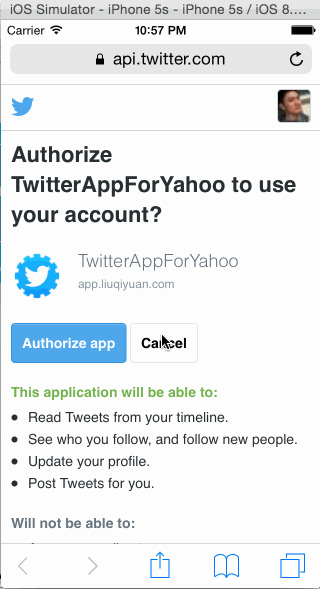 iOS Simulator - iPhone 5s - iPhone 5s / iOS 8....
Carrier 10:57 PM
api.twitter.com
Authorize
TwitterAppForYahoo to use
your account?
TwitterAppForYahoo
app.liuqiyuan.com
Authorize app Cancel
This application will be able to:
• Read Tweets from your timeline.
• See who you follow, and follow new people.
• Update your profile.
• Post Tweets for you.
Will not be able to: